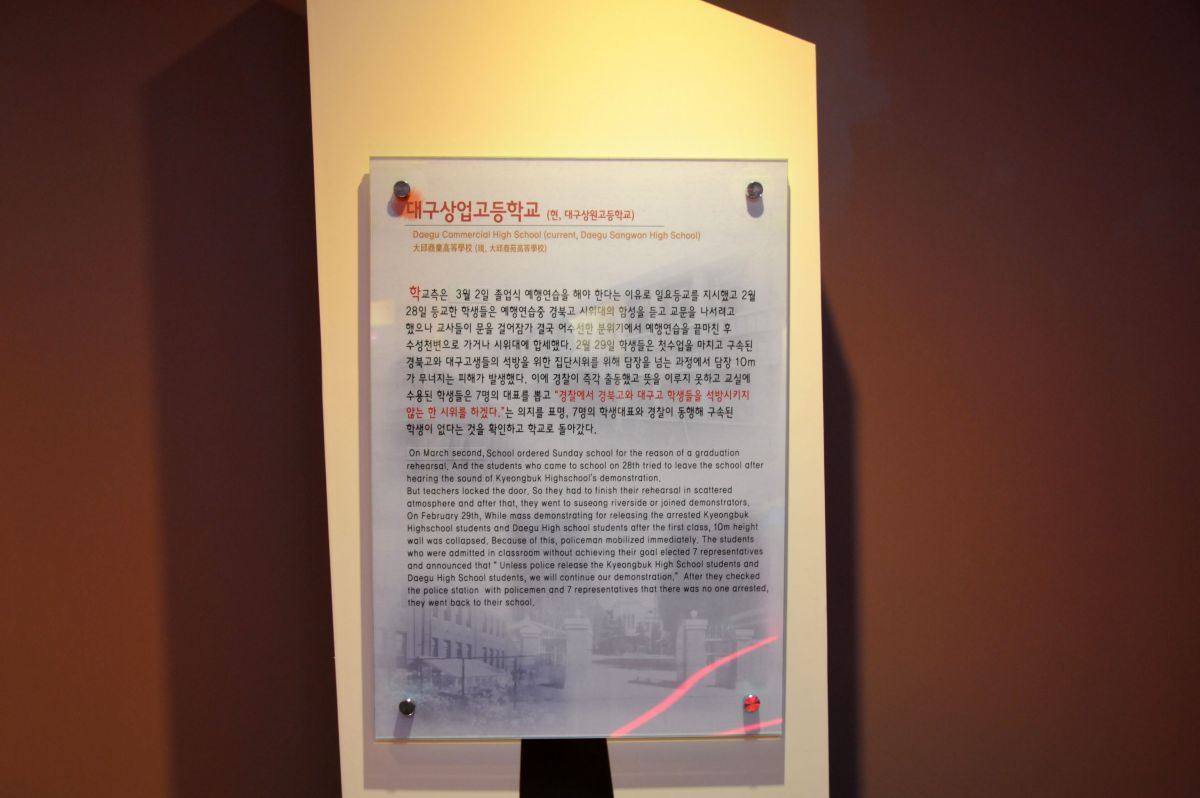 대구상업고등학교 (현, 대구상원고등학교)
Daegu Commercial High School (current, Daegu Sangwon High School)
大邱商業高等學校 (現, 大邱商苑高等學校)
학교측은 3월 2일 졸업식 예행연습을 해야 한다는 이유로 일요등교를 지시했고 2월
28일 등교한 학생들은 예행연습중 경북고 시위대의 함성을 듣고 교문을 나서려고
했으나 교사들이 문을 걸어잠가 결국 어수선한 분위기에서 예행연습을 끝마친 후
수성천변으로 가거나 시위대에 합세했다. 2월 29일 학생들은 첫수업을 마치고 구속된
경북고와 대구고생들의 석방을 위한 집단시위를 위해 담장을 넘는 과정에서 담장 10m
가 무너지는 피해가 발생했다. 이에 경찰이 즉각 출동했고 뜻을 이루지 못하고 교실에
수용된 학생들은 7명의 대표를 뽑고 "경찰에서 경북고와 대구고 학생들을 석방시키지
않는 한 시위를 하겠다."는 의지를 표명, 7명의 학생대표와 경찰이 동행해 구속된
학생이 없다는 것을 확인하고 학교로 돌아갔다.
On March second, School ordered Sunday school for the reason of a graduation
rehearsal. And the students who came to school on 28th tried to leave the school after
hearing the sound of Kyeongbuk Highschool's demonstration.
But teachers locked the door. So they had to finish their rehearsal in scattered
atmosphere and after that, they went to suseong riverside or joined demonstrators.
On February 29th, While mass demonstrating for releasing the arrested Kyeongbuk
Highschool students and Daegu High school students after the first class, 10m height
wall was collapsed. Because of this, policeman mobilized immediately. The students
who were admitted in classroom without achieving their goal elected 7 representatives
and announced that " Unless police release the Kyeongbuk High School students and
Daegu High School students, we will continue our demonstration." After they checked
the police station with policemen and 7 representatives that there was no one arrested,
they went back to their school.